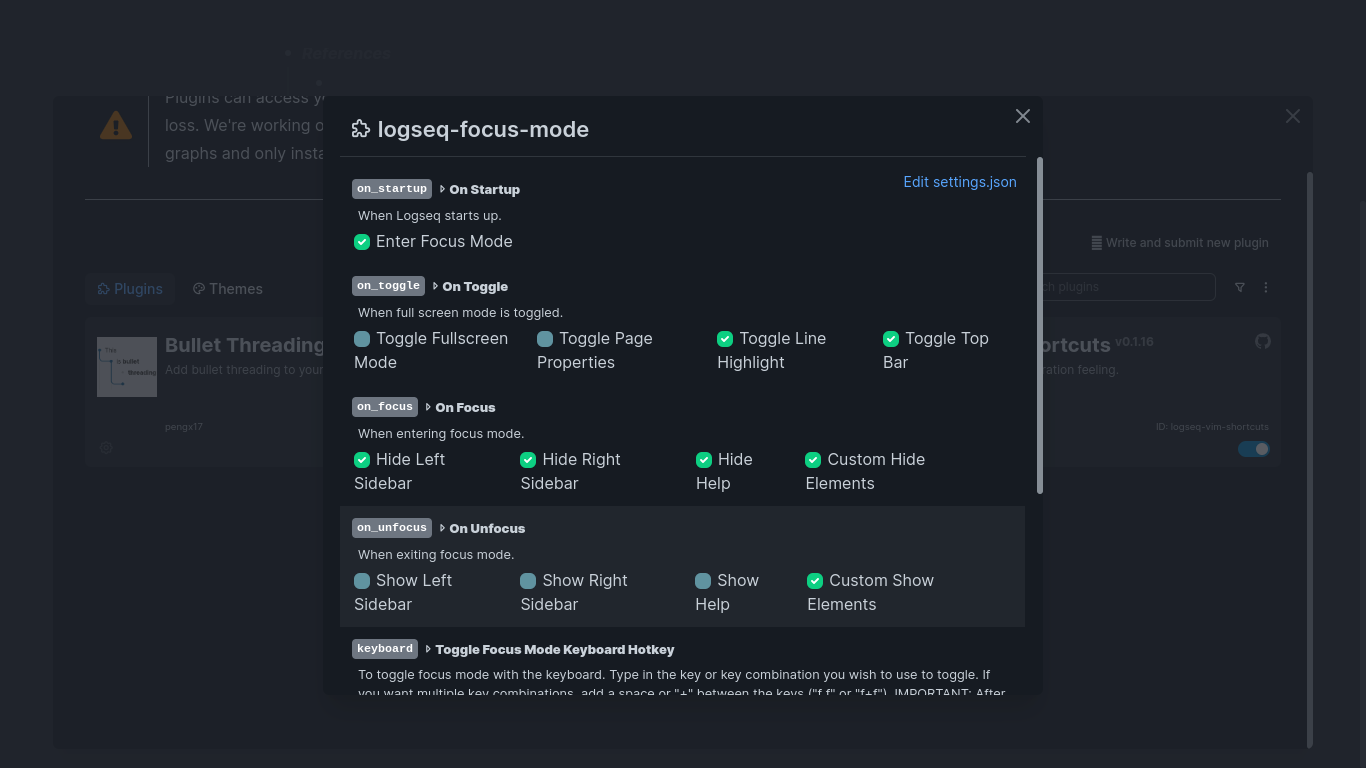 References
Plugins can access y
loss. We're working o
graphs and only insta
logseq-focus-mode
Edit settings.json
on_startup On Startup
When Logseq starts up.
Enter Focus Mode
Write and submit new plugin
on_toggle On Toggle
Plugins Themes
ch plugins
When full screen mode is toggled.
Toggle Fullscreen Mode
Toggle Page Properties
Toggle Line Highlight
Toggle Top Bar
Bullet Threading
Add bullet threading to your
pengx17
ortcuts v0.1.16
ration feeling.
ID: logseq-vim-shortcuts
on_focus On Focus
When entering focus mode.
Hide Left Sidebar
Hide Right Sidebar
Hide Help
Custom Hide Elements
on_unfocus On Unfocus
When exiting focus mode.
Show Left Sidebar
Show Right Sidebar
Show Help
Custom Show Elements
keyboard Toggle Focus Mode Keyboard Hotkey
To toggle focus mode with the keyboard. Type in the key or key combination you wish to use to toggle. If
you want multiple key combinations, add a space or "+" between the keys ("f f" or "f+f"). IMPORTANT: After